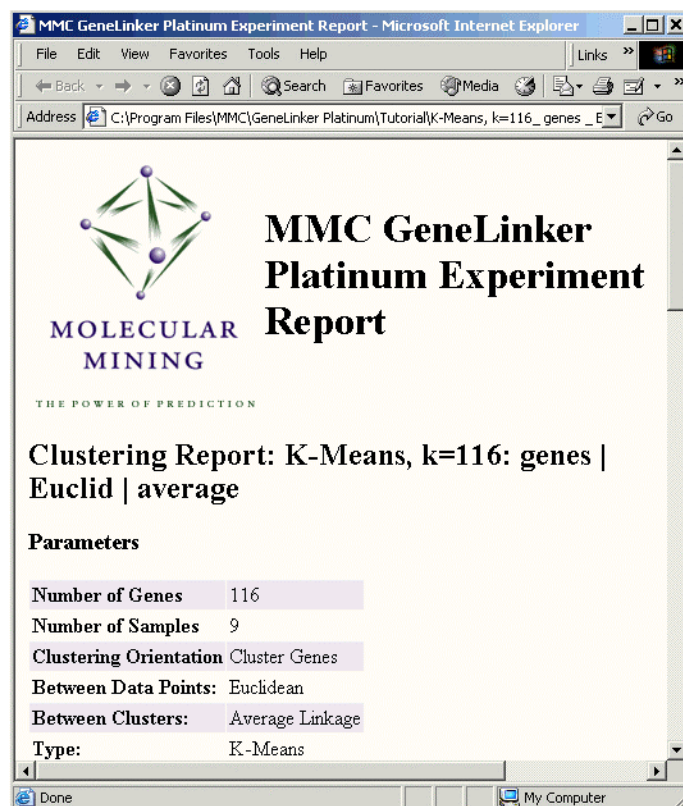 MMC GeneLinker Platinum Experiment Report - Microsoft Internet Explorer
File Edit View Favorites Tools Help Links »
Back Search Favorites Media »
Address C:\Program Files\MMC\GeneLinker Platinum\Tutorial\K-Means, k=116_ genes _ E Go
MOLECULAR
MINING
THE POWER OF PREDICTION
MMC GeneLinker
Platinum Experiment
Report
Clustering Report: K-Means, k=116: genes |
Euclid | average
Parameters
Number of Genes 116
Number of Samples 9
Clustering Orientation Cluster Genes
Between Data Points: Euclidean
Between Clusters: Average Linkage
Type: K-Means
Done My Computer